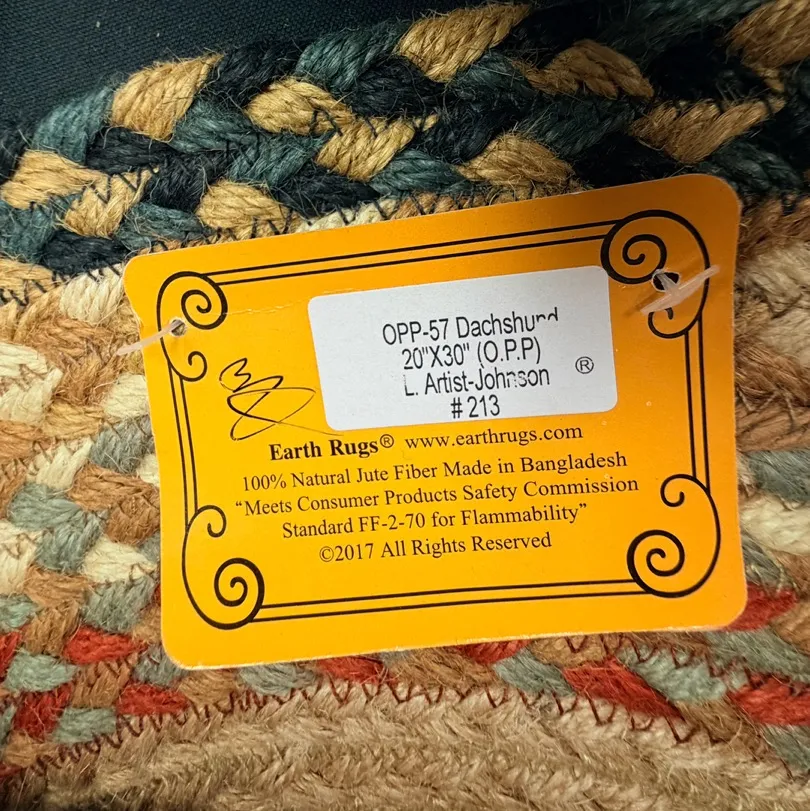 OPP-57 Dachshund
20"X30" (O.P.P)
L. Artist-Johnson ®
#213
Earth Rugs® www.earthrugs.com
100% Natural Jute Fiber Made in Bangladesh
“Meets Consumer Products Safety Commission
Standard FF-2-70 for Flammability”
©2017 All Rights Reserved